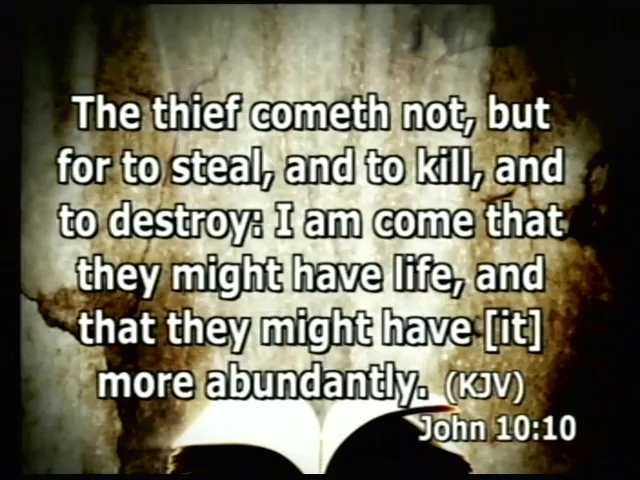 The thief cometh not, but
for to steal, and to kill, and
to destroy: I am come that
they might have life, and
that they might have [it]
more abundantly. (KJV)
John 10:10